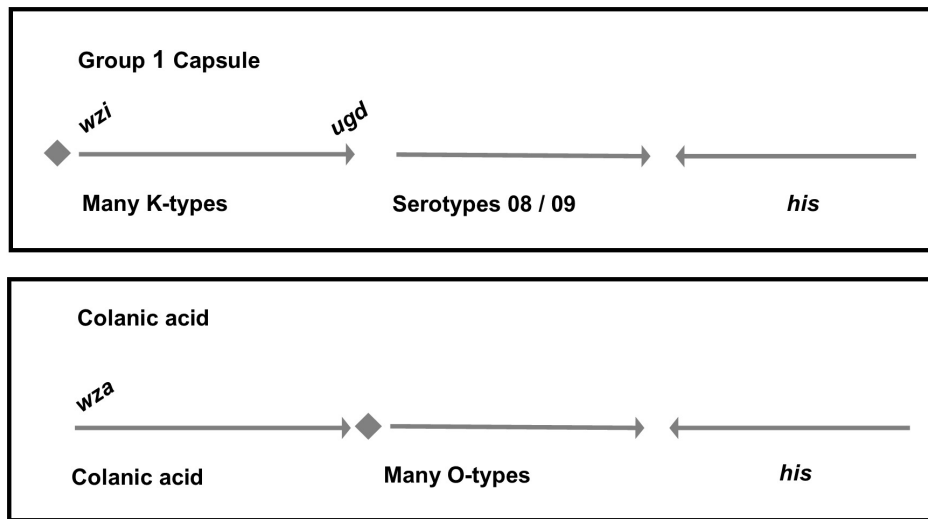 Group 1 Capsule
wzi ugd
Many K-types Serotypes 08 / 09 his
Colanic acid
wza
Colanic acid Many O-types his